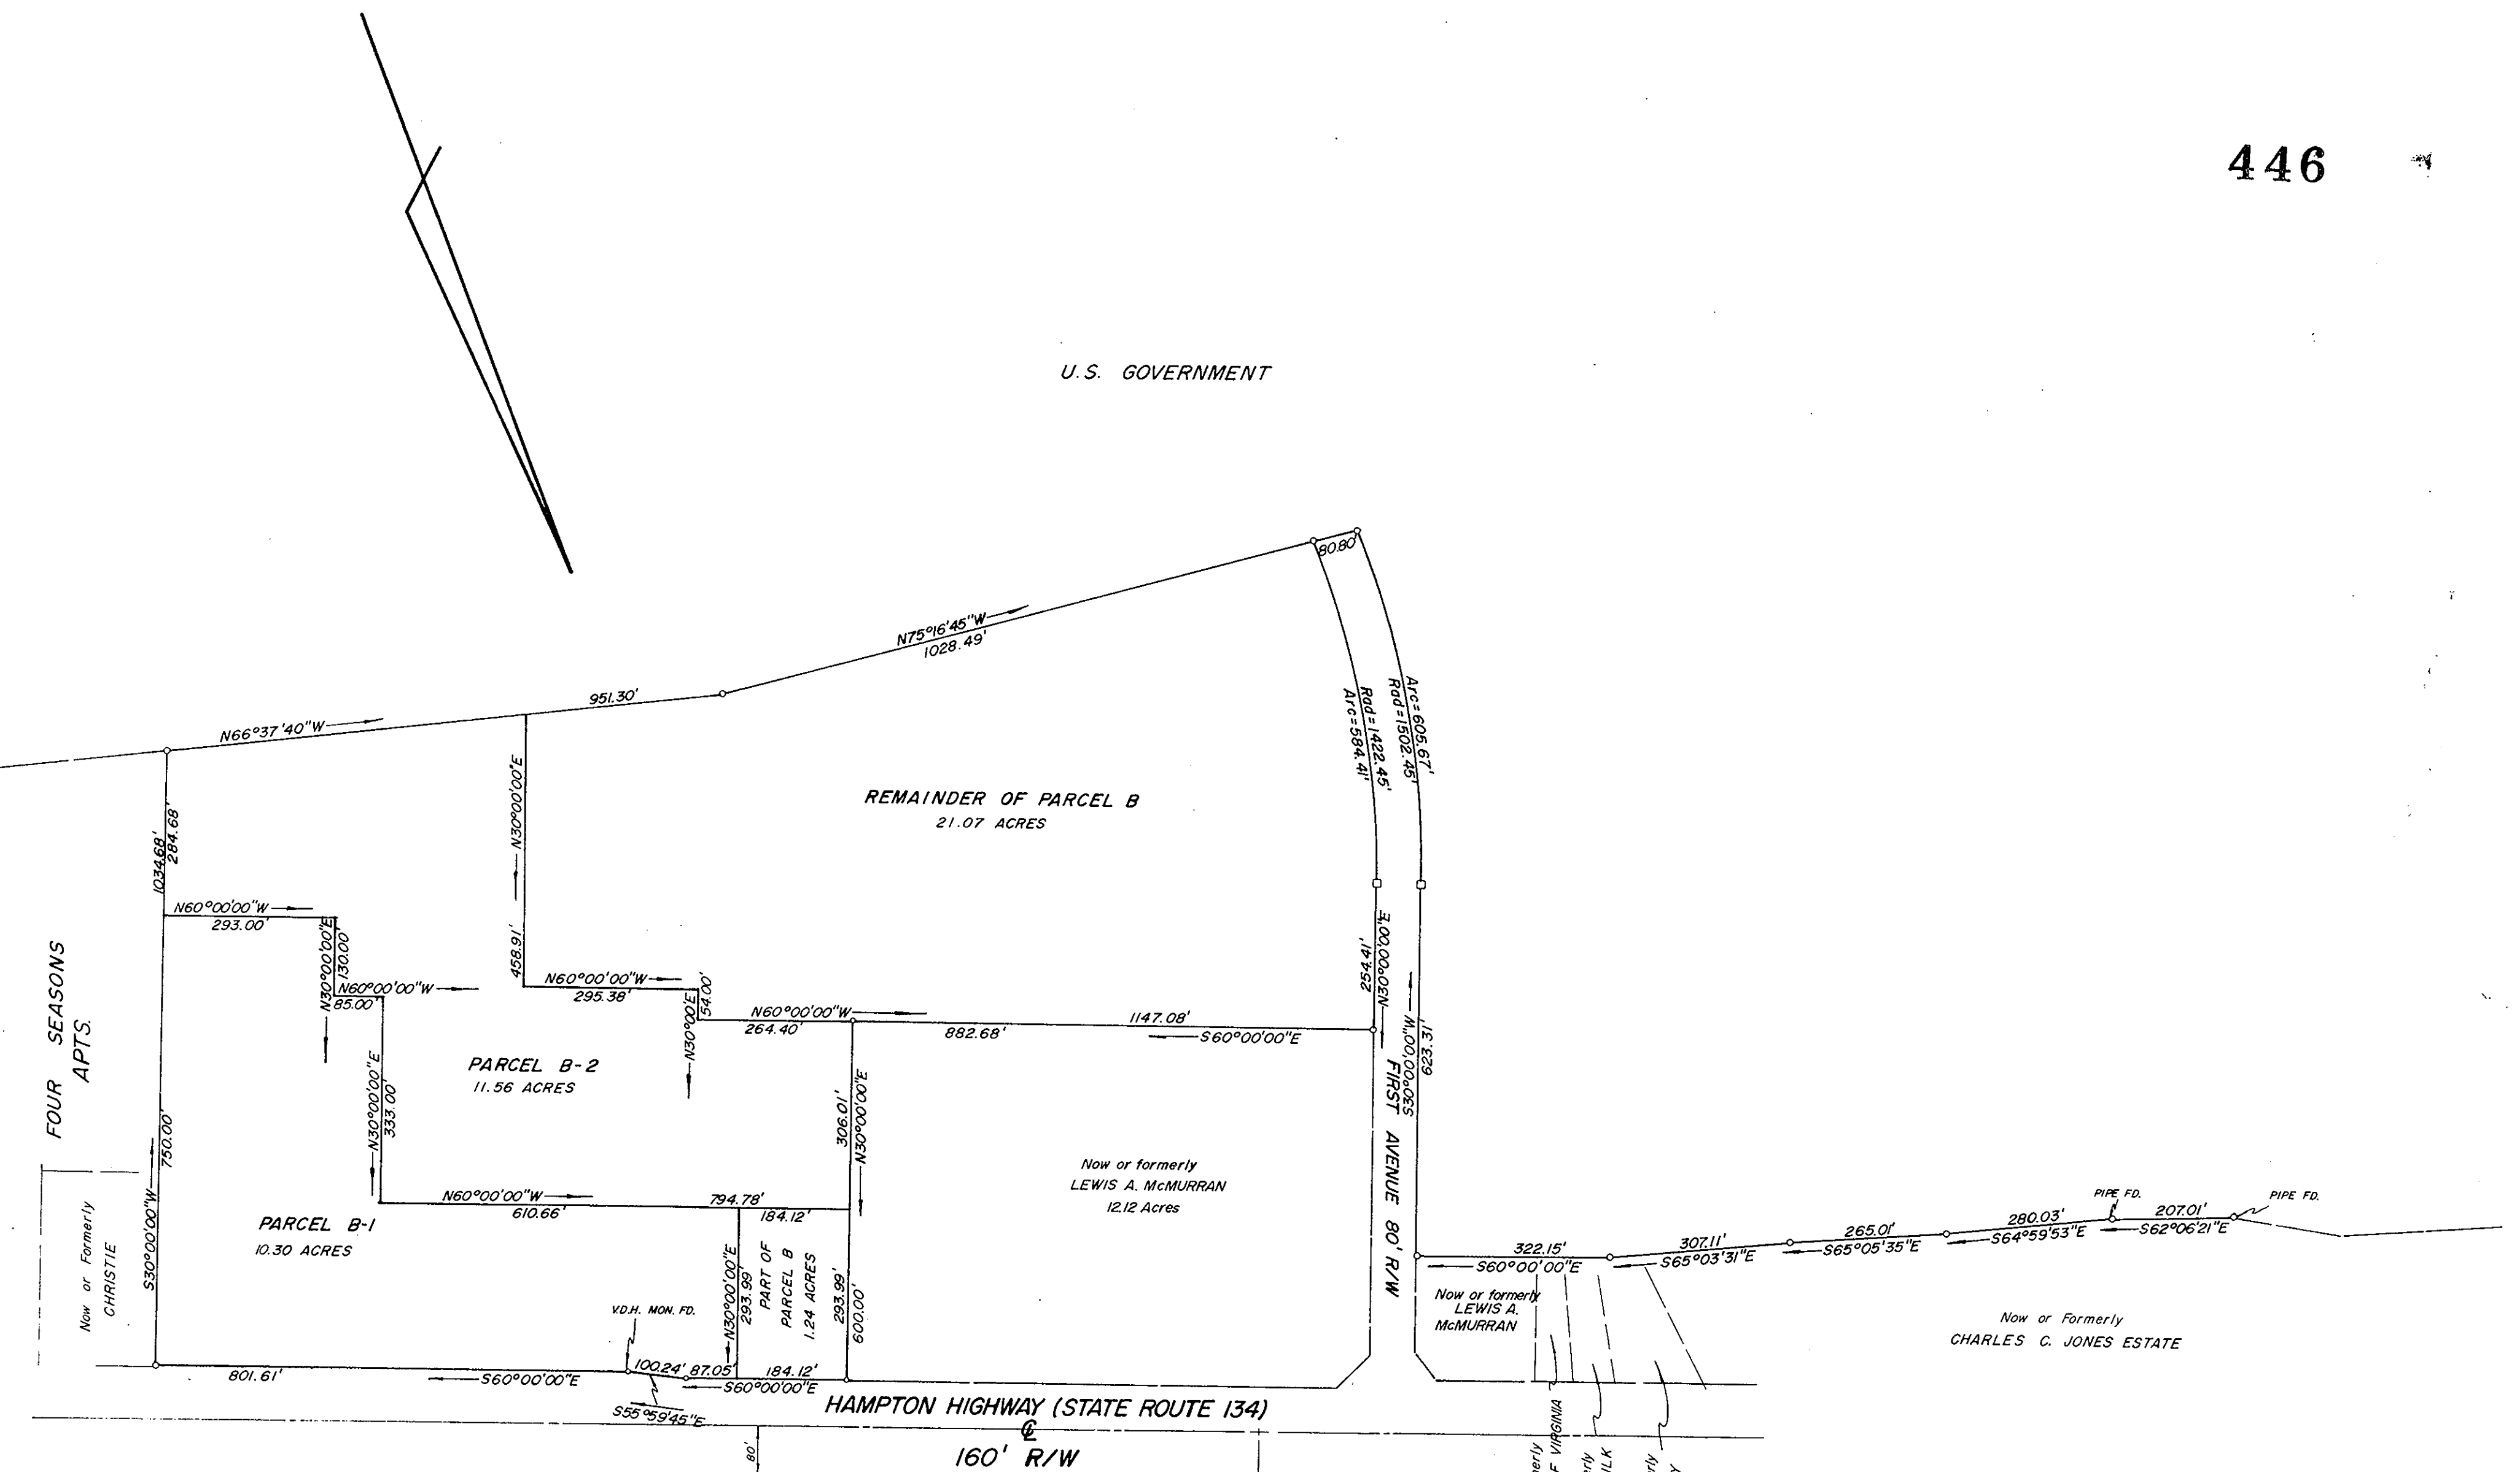 446
U.S. GOVERNMENT
80.80'
N75°16'45"W
1028.49'
951.30'
N66°37'40"W
Arc=605.67'
Rad=1502.45'
Rad=1422.45'
Arc=584.41'
N30°00'00"E
458.91'
REMAINDER OF PARCEL B
21.07 ACRES
1034.68'
284.68'
N60°00'00"W
293.00'
N30°00'00"E
130.00'
N60°00'00"W
85.00'
N60°00'00"W
295.38'
54.00'
N30°00'E
N60°00'00"W
264.40'
1147.08'
882.68'
S60°00'00"E
254.41'
N30°00'00"E
S30°00'00"W
623.31'
FOUR SEASONS
APTS.
PARCEL B-2
11.56 ACRES
N30°00'00"E
333.00'
306.01'
N30°00'00"E
750.00'
S30°00'00"W
Now or formerly
LEWIS A. McMURRAN
12.12 Acres
FIRST AVENUE 80' R/W
N60°00'00"W
610.66'
794.78'
184.12'
PARCEL B-1
10.30 ACRES
Now or Formerly
CHRISTIE
N30°00'00"E
293.99'
PART OF
PARCEL B
1.24 ACRES
293.99'
600.00'
V.D.H. MON. FD.
PIPE FD.
PIPE FD.
322.15'
S60°00'00"E
307.11'
S65°03'31"E
265.01'
S65°05'35"E
280.03'
S64°59'53"E
207.01'
S62°06'21"E
Now or formerly
LEWIS A.
McMURRAN
Now or Formerly
CHARLES C. JONES ESTATE
801.61'
S60°00'00"E
100.24'
87.05'
184.12'
S60°00'00"E
S55°59'45"E
HAMPTON HIGHWAY (STATE ROUTE 134)
℄
160' R/W
80'
erly
F VIRGINIA
erly
ILK
rly
Y